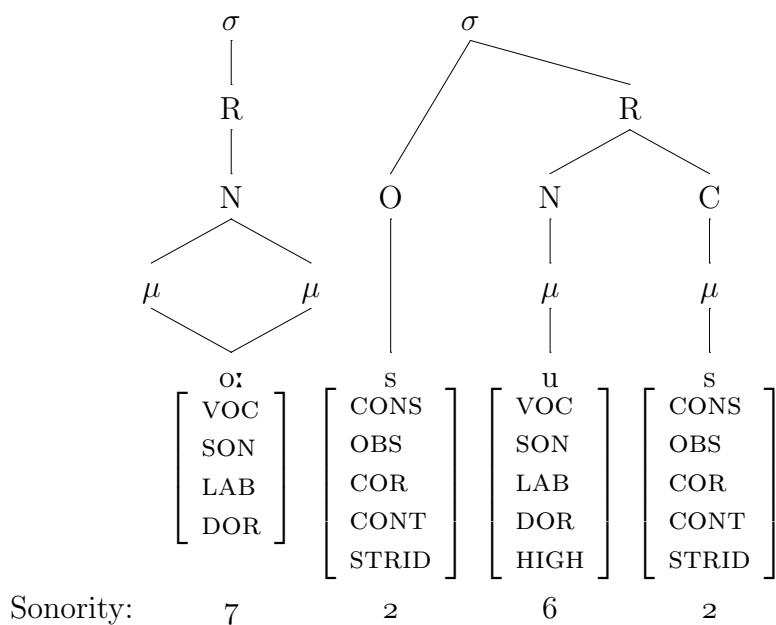 σ σ
R R
N O N C
μ μ μ μ
oː s u s
VOC CONS VOC CONS
SON OBS SON OBS
LAB COR LAB COR
DOR CONT DOR CONT
STRID HIGH STRID
Sonority: 7 2 6 2